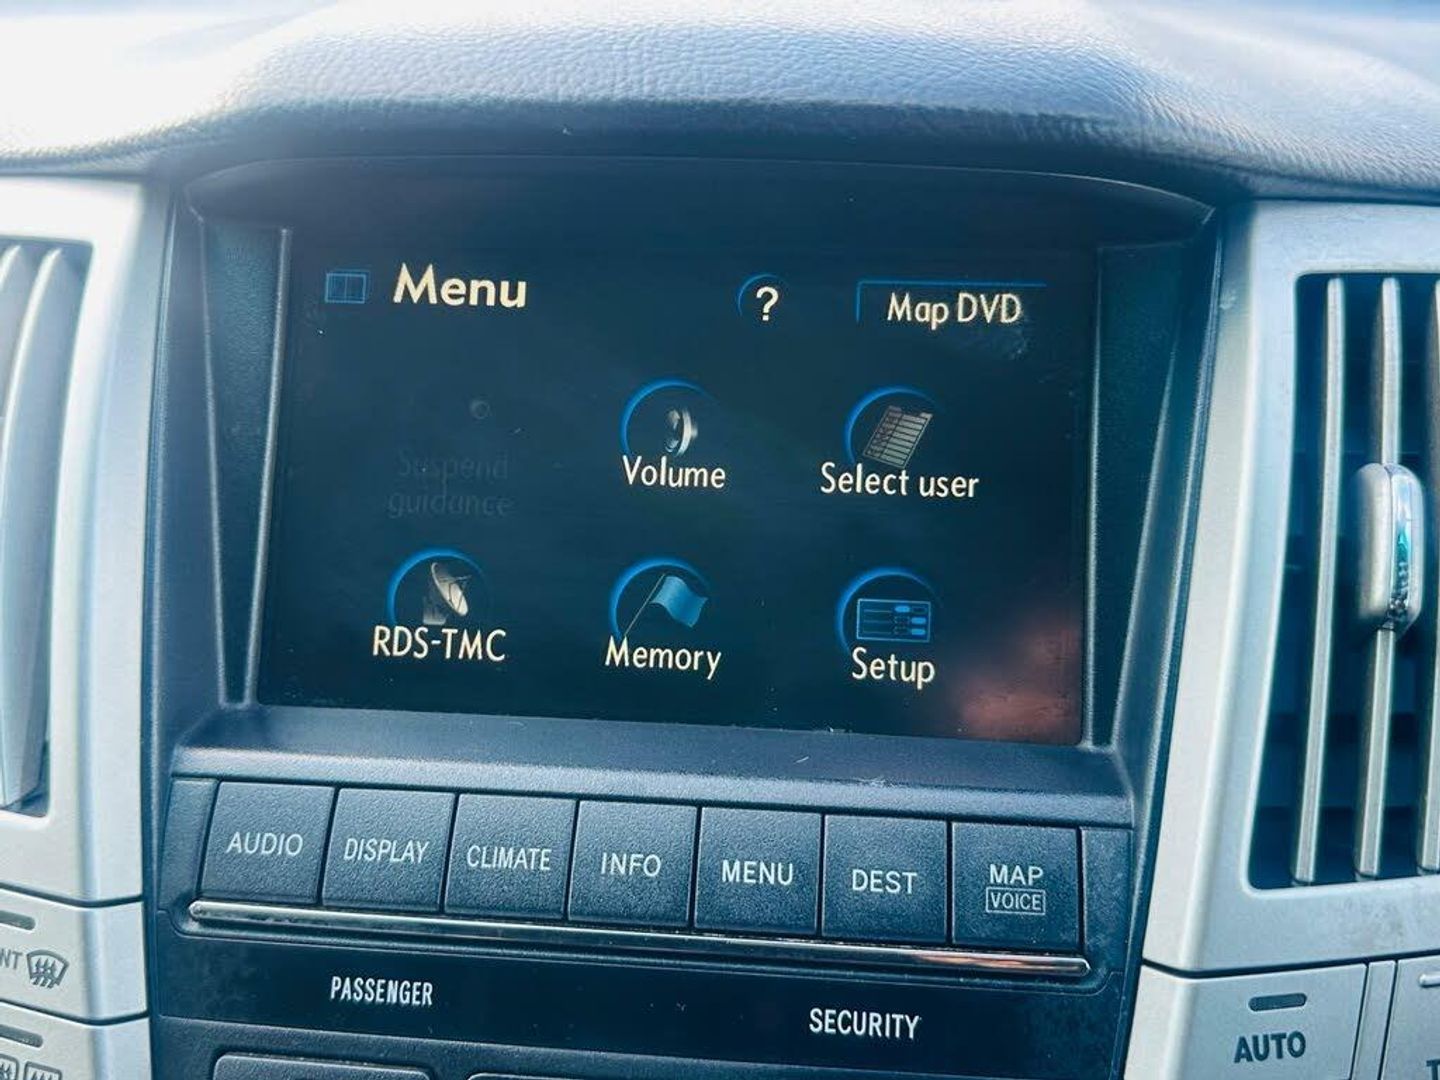 Menu
?
Map DVD
Suspend
guidance
Volume
Select user
RDS-TMC
Memory
Setup
AUDIO
DISPLAY
CLIMATE
INFO
MENU
DEST
MAP
VOICE
PASSENGER
SECURITY
AUTO